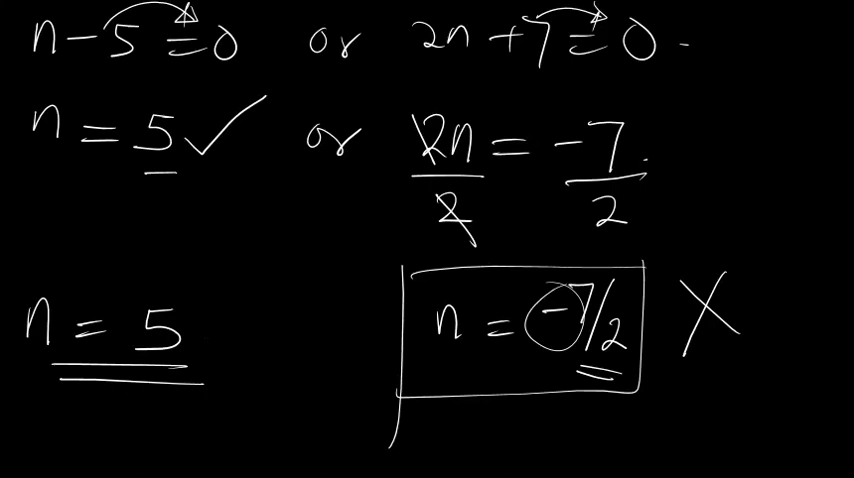 n - 5 = 0 or 2n + 7 = 0
n = 5 ✓ or 2n/2 = -7/2
n = 5 n = -7/2 X